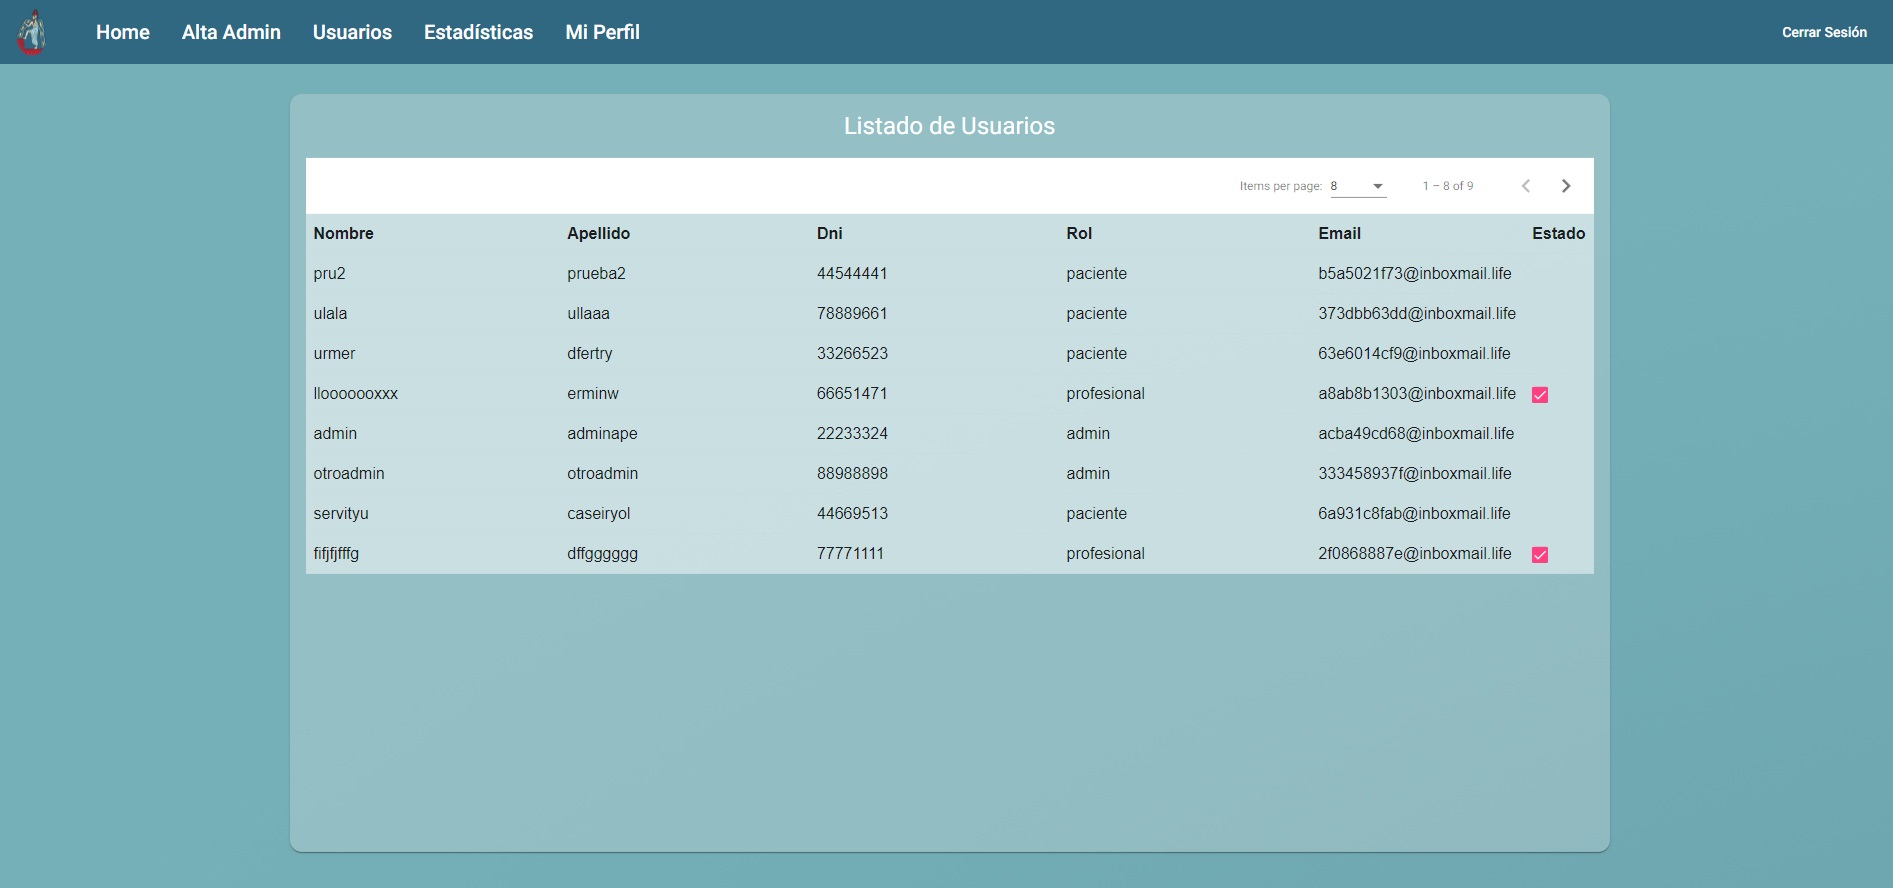 Home Alta Admin Usuarios Estadísticas Mi Perfil Cerrar Sesión
Listado de Usuarios
Items per page: 8 1 – 8 of 9
Nombre Apellido Dni Rol Email Estado
pru2 prueba2 44544441 paciente b5a5021f73@inboxmail.life
ulala ullaaa 78889661 paciente 373dbb63dd@inboxmail.life
urmer dfertry 33266523 paciente 63e6014cf9@inboxmail.life
llooooooxxx erminw 66651471 profesional a8ab8b1303@inboxmail.life
admin adminape 22233324 admin acba49cd68@inboxmail.life
otroadmin otroadmin 88988898 admin 333458937f@inboxmail.life
servityu caseiryol 44669513 paciente 6a931c8fab@inboxmail.life
fifjfjfffg dffgggggg 77771111 profesional 2f0868887e@inboxmail.life